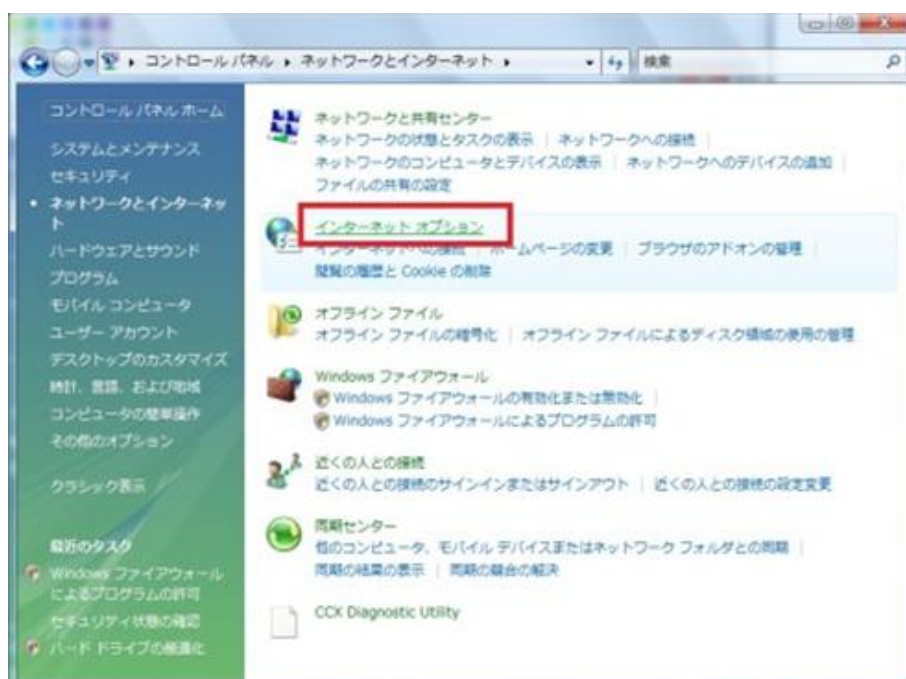 コントロール パネル ▸ ネットワークとインターネット ▸
検索
コントロール パネル ホーム
システムとメンテナンス
セキュリティ
ネットワークとインターネッ
ト
ハードウェアとサウンド
プログラム
モバイル コンピュータ
ユーザー アカウント
デスクトップのカスタマイズ
時計、言語、および地域
コンピュータの簡単操作
その他のオプション
クラシック表示
最近のタスク
Windows ファイアウォール
によるプログラムの許可
セキュリティ状態の確認
ハード ドライブの最適化
ネットワークと共有センター
ネットワークの状態とタスクの表示 | ネットワークへの接続 |
ネットワークのコンピュータとデバイスの表示 | ネットワークへのデバイスの追加 |
ファイルの共有の設定
インターネット オプション
インターネットへの接続 | ホームページの変更 | ブラウザのアドオンの管理 |
閲覧の履歴と Cookie の削除
オフライン ファイル
オフライン ファイルの暗号化 | オフライン ファイルによるディスク領域の使用の管理
Windows ファイアウォール
Windows ファイアウォールの有効化または無効化 |
Windows ファイアウォールによるプログラムの許可
近くの人との接続
近くの人との接続のサインインまたはサインアウト | 近くの人との接続の設定変更
同期センター
他のコンピュータ、モバイル デバイスまたはネットワーク フォルダとの同期 |
同期の結果の表示 | 同期の競合の解決
CCX Diagnostic Utility